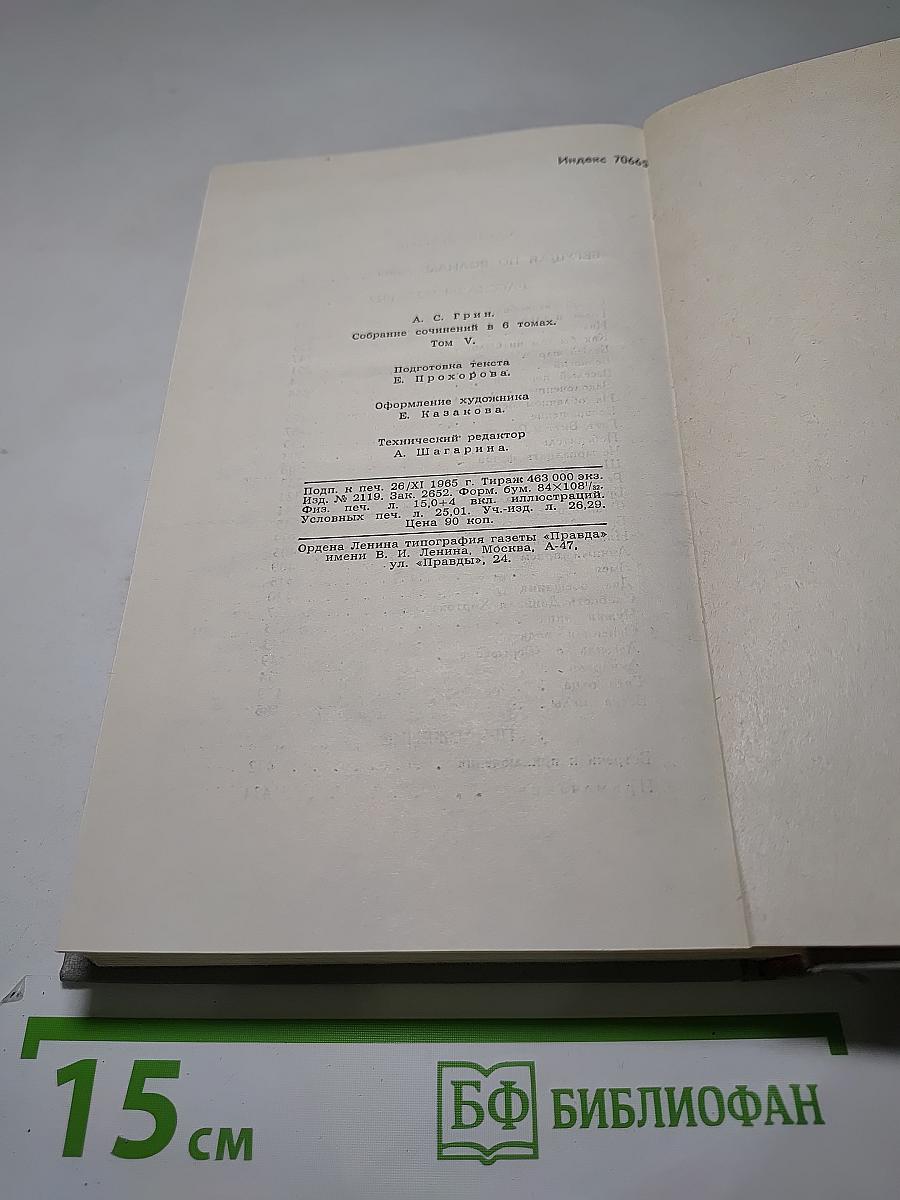 Индекс 70665
А. С. Грин.
Собрание сочинений в 6 томах.
Том V.
Подготовка текста
Е. Прохорова.
Оформление художника
Е. Казакова.
Технический редактор
А. Шагарина.
Подп. к печ. 26/XI 1965 г. Тираж 463 000 экз.
Изд. № 2119. Зак. 2652. Форм. бум. 84×108¹/₃₂.
Физ. печ. л. 15,0+4 вкл. иллюстраций.
Условных печ. л. 25,01. Уч.-изд. л. 26,29.
Цена 90 коп.
Ордена Ленина типография газеты «Правда»
имени В. И. Ленина, Москва, А-47,
ул. «Правды», 24.
15 см
БФ БИБЛИОФАН